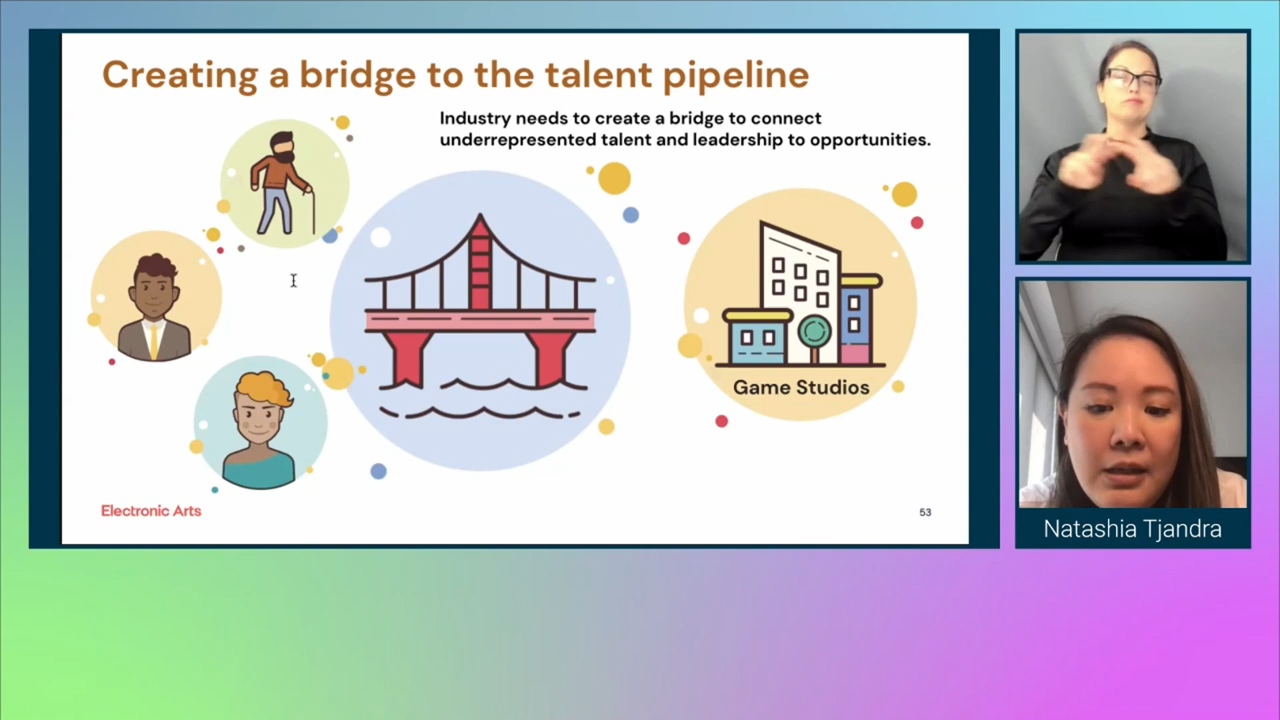 Creating a bridge to the talent pipeline
Industry needs to create a bridge to connect
underrepresented talent and leadership to opportunities.
Game Studios
Electronic Arts
53
Natashia Tjandra